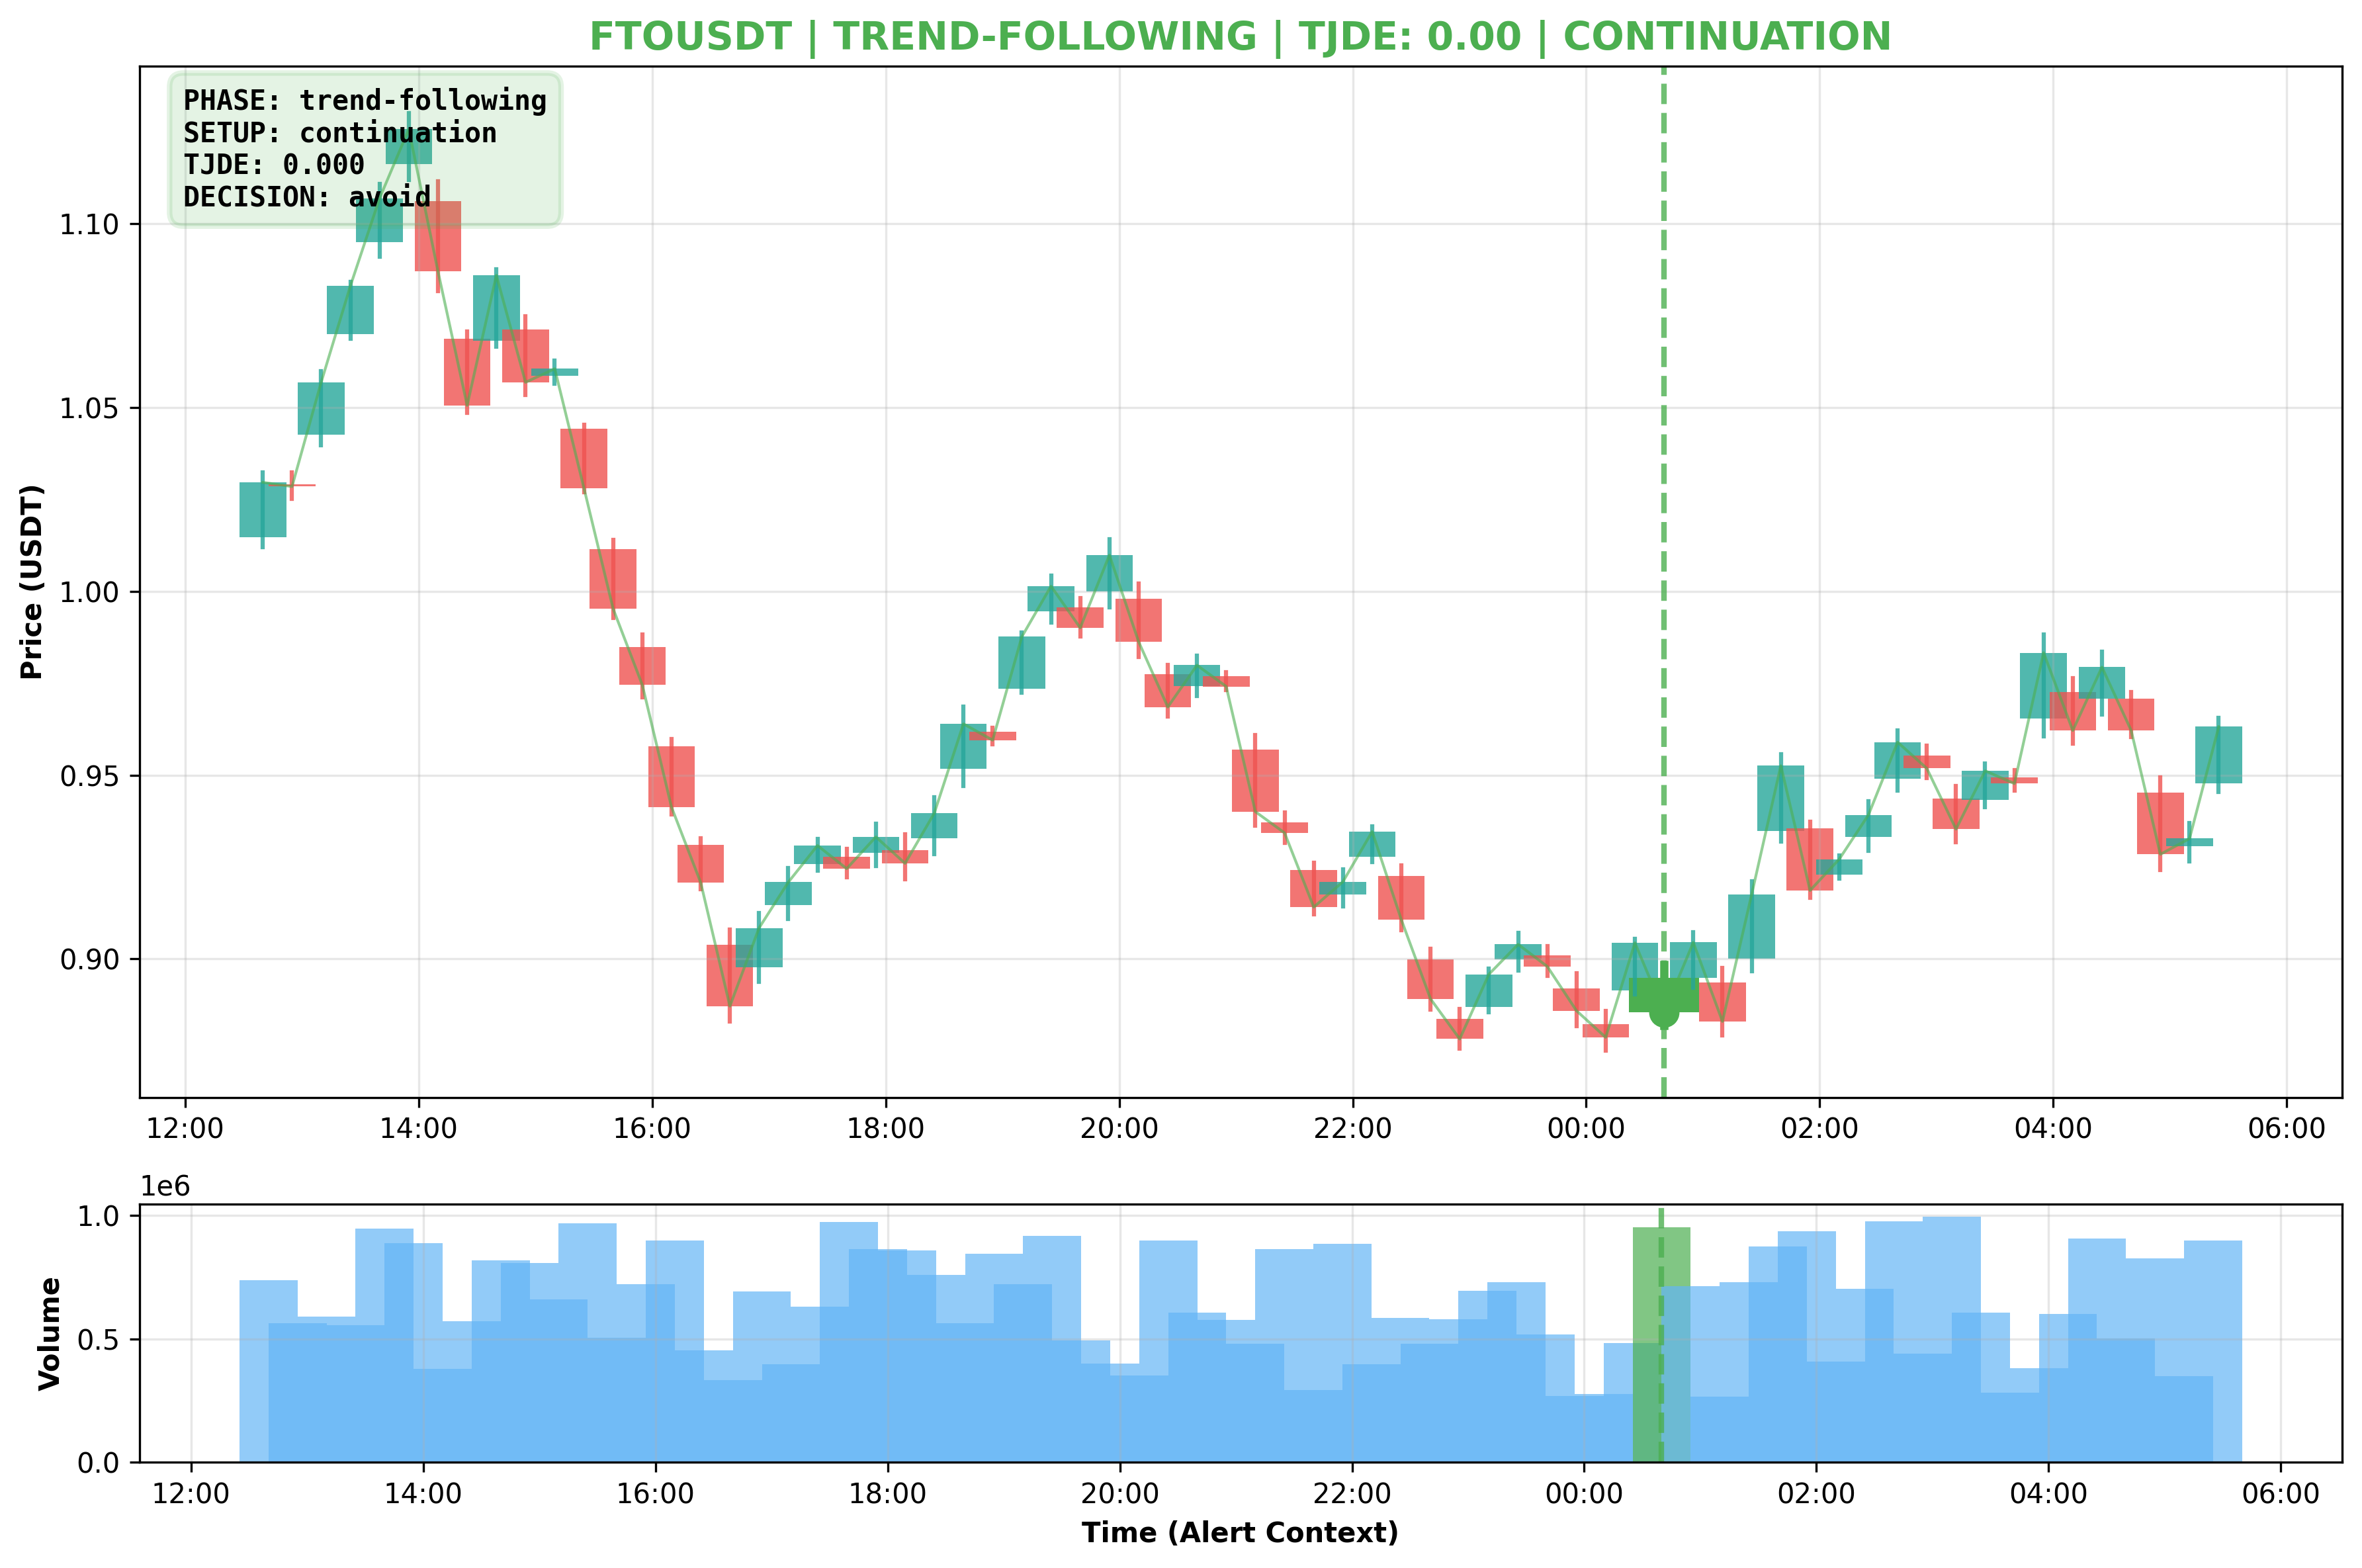 FTOUSDT | TREND-FOLLOWING | TJDE: 0.00 | CONTINUATION
PHASE: trend-following
SETUP: continuation
TJDE: 0.000
DECISION: avoid
Price (USDT)
1.10
1.05
1.00
0.95
0.90
12:00 14:00 16:00 18:00 20:00 22:00 00:00 02:00 04:00 06:00
1e6
Volume
1.0
0.5
0.0
12:00 14:00 16:00 18:00 20:00 22:00 00:00 02:00 04:00 06:00
Time (Alert Context)